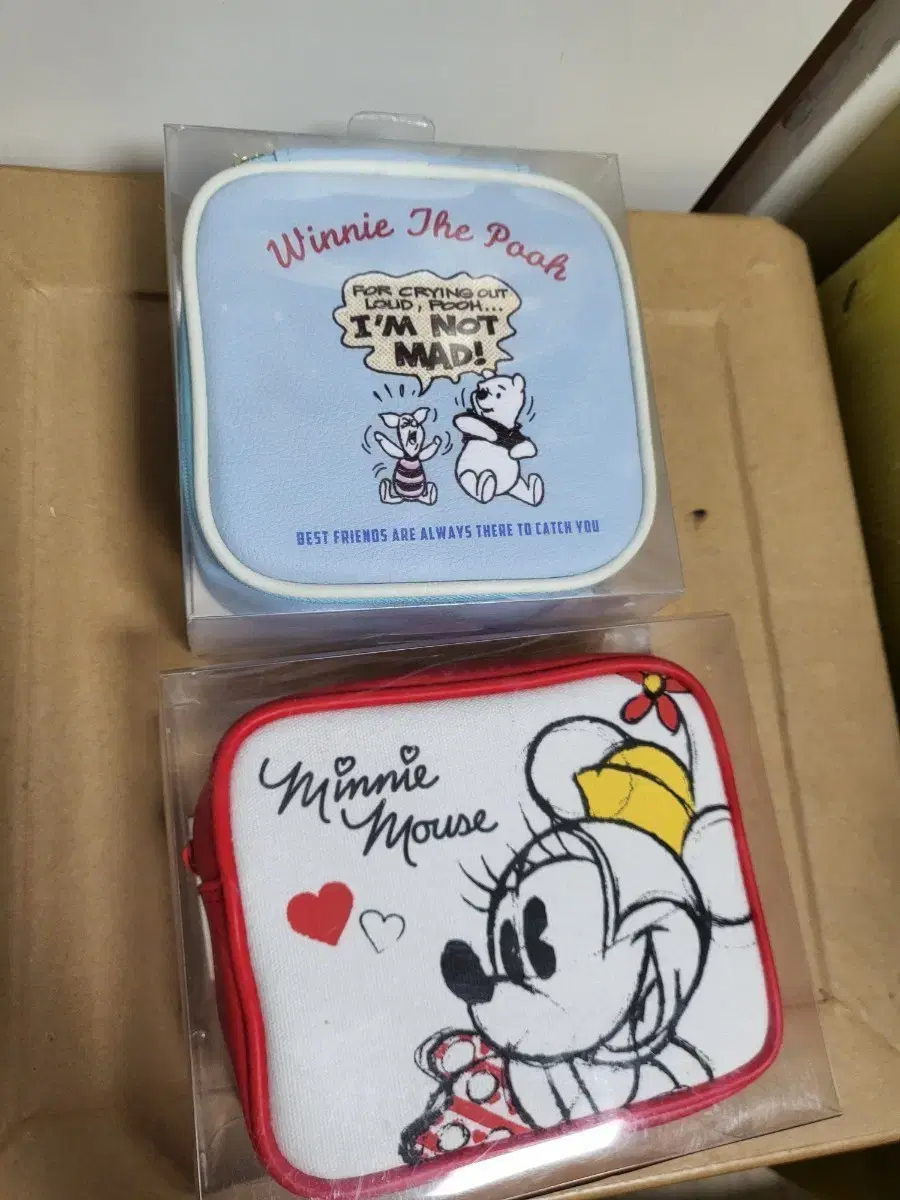 Winnie The Pooh
FOR CRYING OUT
LOUD, POOH...
I'M NOT
MAD!
BEST FRIENDS ARE ALWAYS THERE TO CATCH YOU
Minnie
Mouse